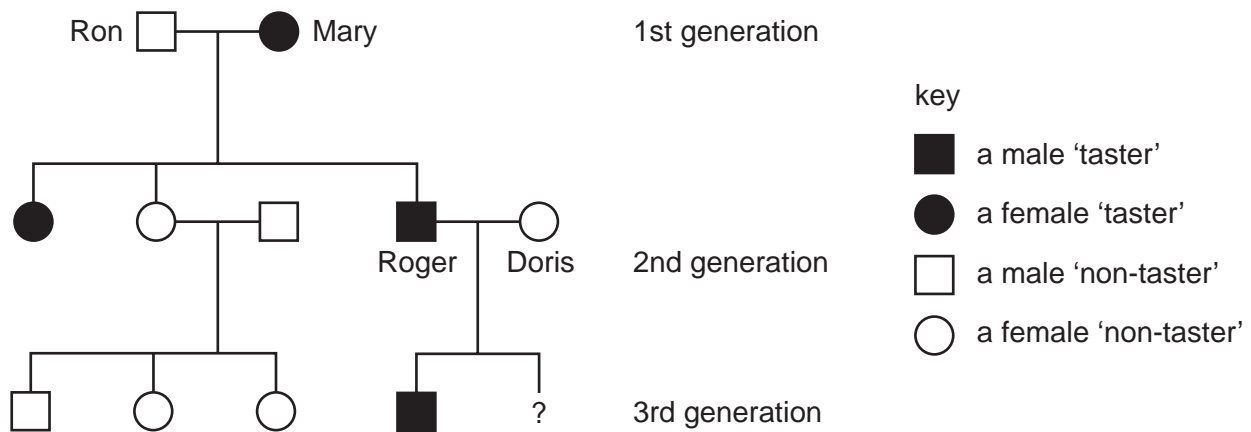 Ron
Mary
1st generation
key
a male ‘taster’
a female ‘taster’
Roger
Doris
2nd generation
a male ‘non-taster’
a female ‘non-taster’
?
3rd generation